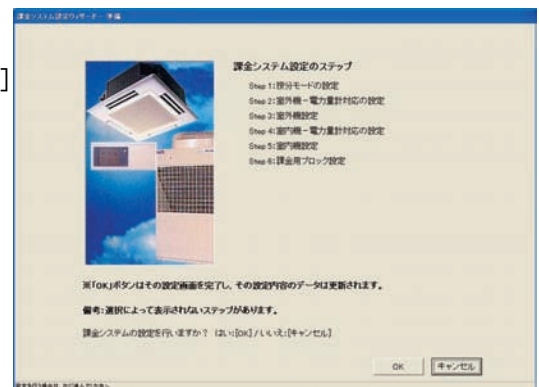 課金システム設定ウィザード - 準備
]
課金システム設定のステップ
Step 1:按分モードの設定
Step 2:室外機－電力量計対応の設定
Step 3:室外機設定
Step 4:室内機－電力量計対応の設定
Step 5:室内機設定
Step 6:課金用ブロック設定
※「OK」ボタンはその設定画面を完了し、その設定内容のデータは更新されます。
備考:選択によって表示されないステップがあります。
課金システムの設定を行いますか？ はい:[OK] / いいえ:[キャンセル]
OK
キャンセル